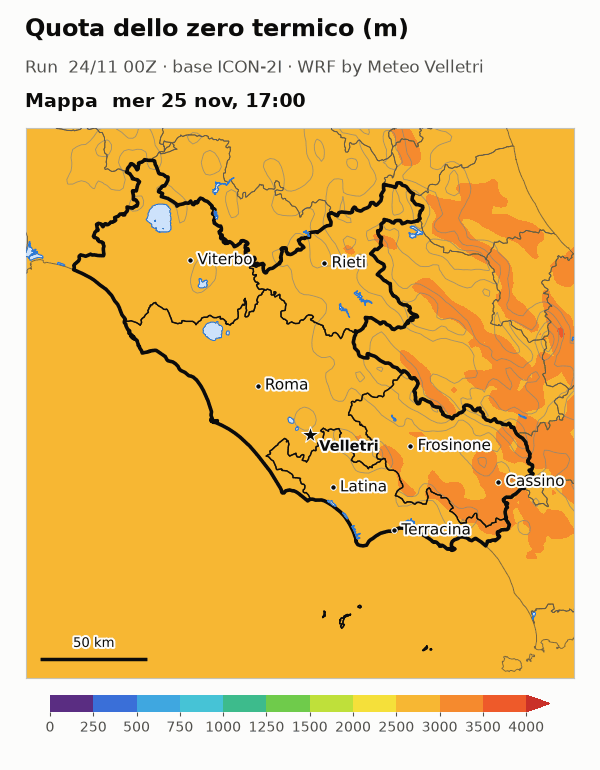 Quota dello zero termico (m)
Run  24/11 00Z · base ICON-2I · WRF by Meteo Velletri
Mappa  mer 25 nov, 17:00
Viterbo
Rieti
Roma
Velletri
Frosinone
Cassino
Latina
Terracina
50 km
0 250 500 750 1000 1250 1500 2000 2500 3000 3500 4000